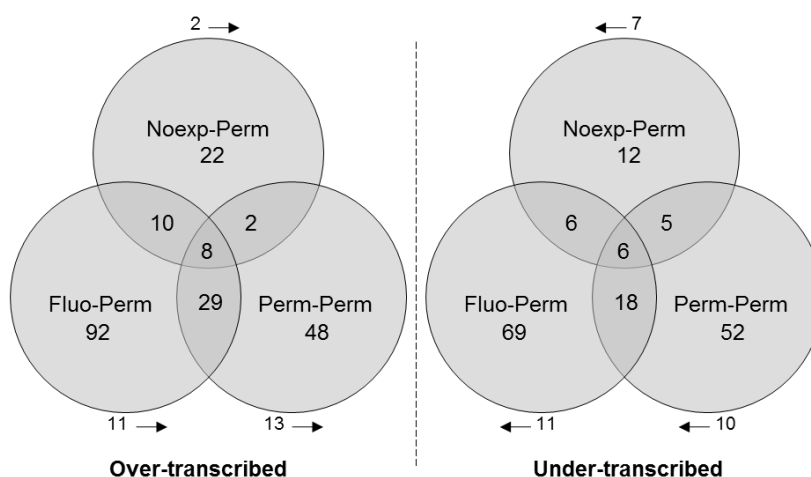 2
7
Noexp-Perm
22
Noexp-Perm
12
10
2
8
6
5
6
Fluo-Perm
92
29
Perm-Perm
48
Fluo-Perm
69
18
Perm-Perm
52
11
13
11
10
Over-transcribed
Under-transcribed